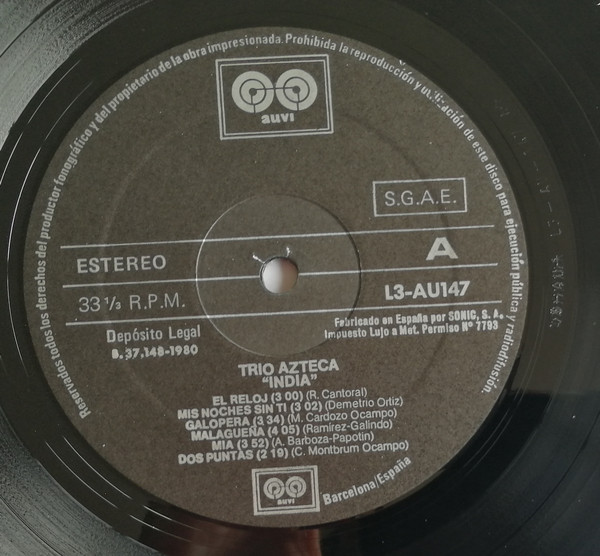 Reservados todos los derechos del productor fonográfico y del propietario de la obra impresionada. Prohibida la reproducción y utilización de este disco para ejecución pública y radiodifusión.
auvi
S.G.A.E.
ESTEREO
A
33 1/3 R.P.M.
L3-AU147
Depósito Legal
B. 37,148-1980
Fabricado en España por SONIC, S. A.
Impuesto Lujo a Met. Permiso Nº 7793
TRIO AZTECA
"INDIA"
EL RELOJ (3 00) (R. Cantoral)
MIS NOCHES SIN TI (3 02) (Demetrio Ortiz)
GALOPERA (3 34) (M. Cardozo Ocampo)
MALAGUEÑA (4 05) (Ramírez-Galindo)
MIA (3 52) (A. Barboza-Papotin)
DOS PUNTAS (2 19) (C. Montbrum Ocampo)
auvi
Barcelona/España